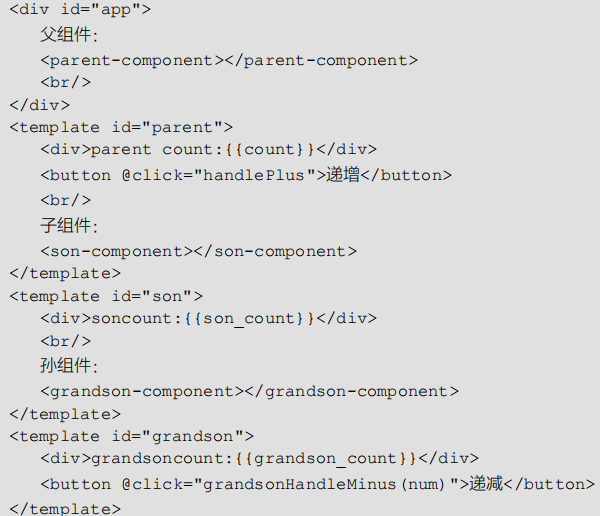 <div id="app">
父组件：
<parent-component></parent-component>
<br/>
</div>
<template id="parent">
<div>parent count:{{count}}</div>
<button @click="handlePlus">递增</button>
<br/>
子组件：
<son-component></son-component>
</template>
<template id="son">
<div>soncount:{{son_count}}</div>
<br/>
孙组件：
<grandson-component></grandson-component>
</template>
<template id="grandson">
<div>grandsoncount:{{grandson_count}}</div>
<button @click="grandsonHandleMinus(num)">递减</button>
</template>